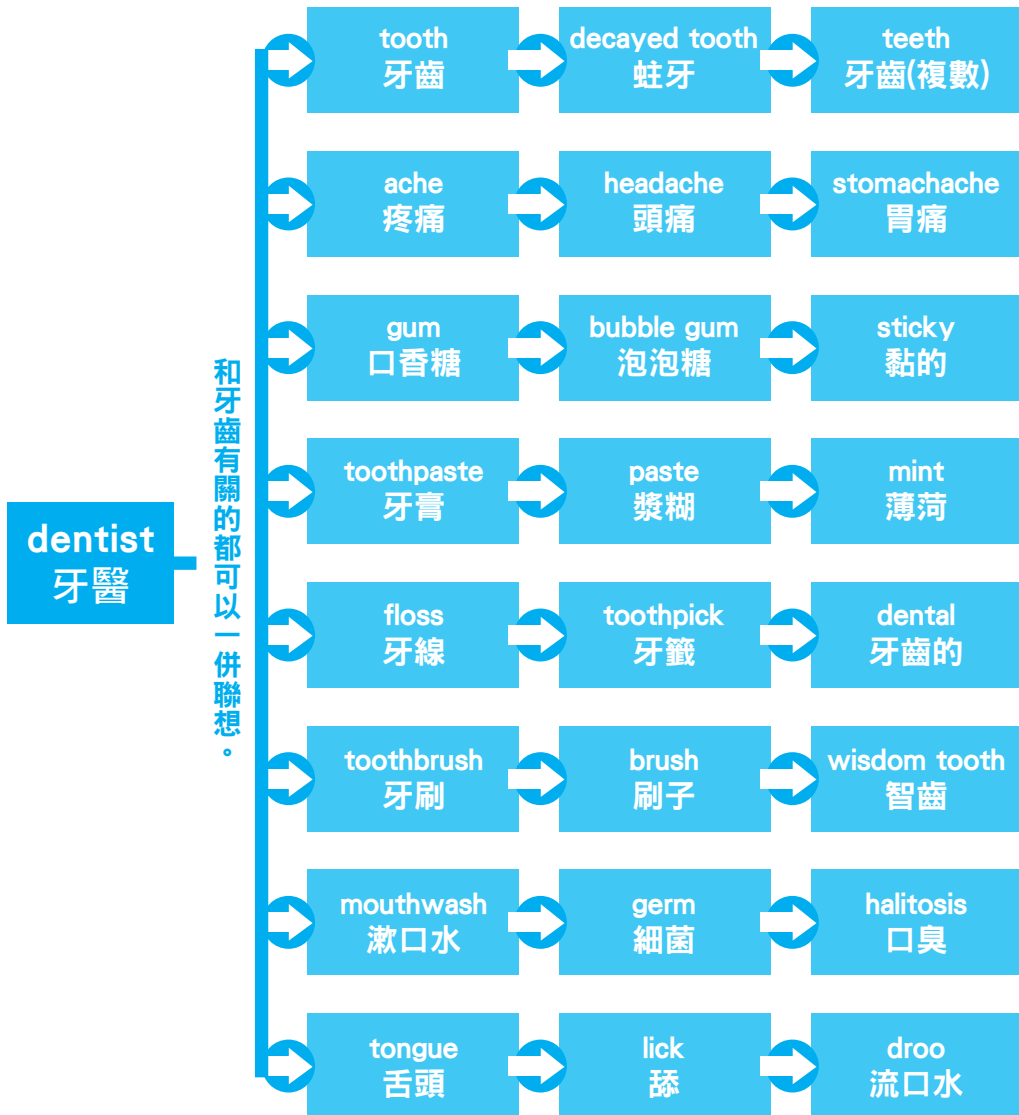 dentist
牙醫
和牙齒有關的都可以一併聯想。
tooth
牙齒
decayed tooth
蛀牙
teeth
牙齒(複數)
ache
疼痛
headache
頭痛
stomachache
胃痛
gum
口香糖
bubble gum
泡泡糖
sticky
黏的
toothpaste
牙膏
paste
漿糊
mint
薄菏
floss
牙線
toothpick
牙籤
dental
牙齒的
toothbrush
牙刷
brush
刷子
wisdom tooth
智齒
mouthwash
漱口水
germ
細菌
halitosis
口臭
tongue
舌頭
lick
舔
droo
流口水